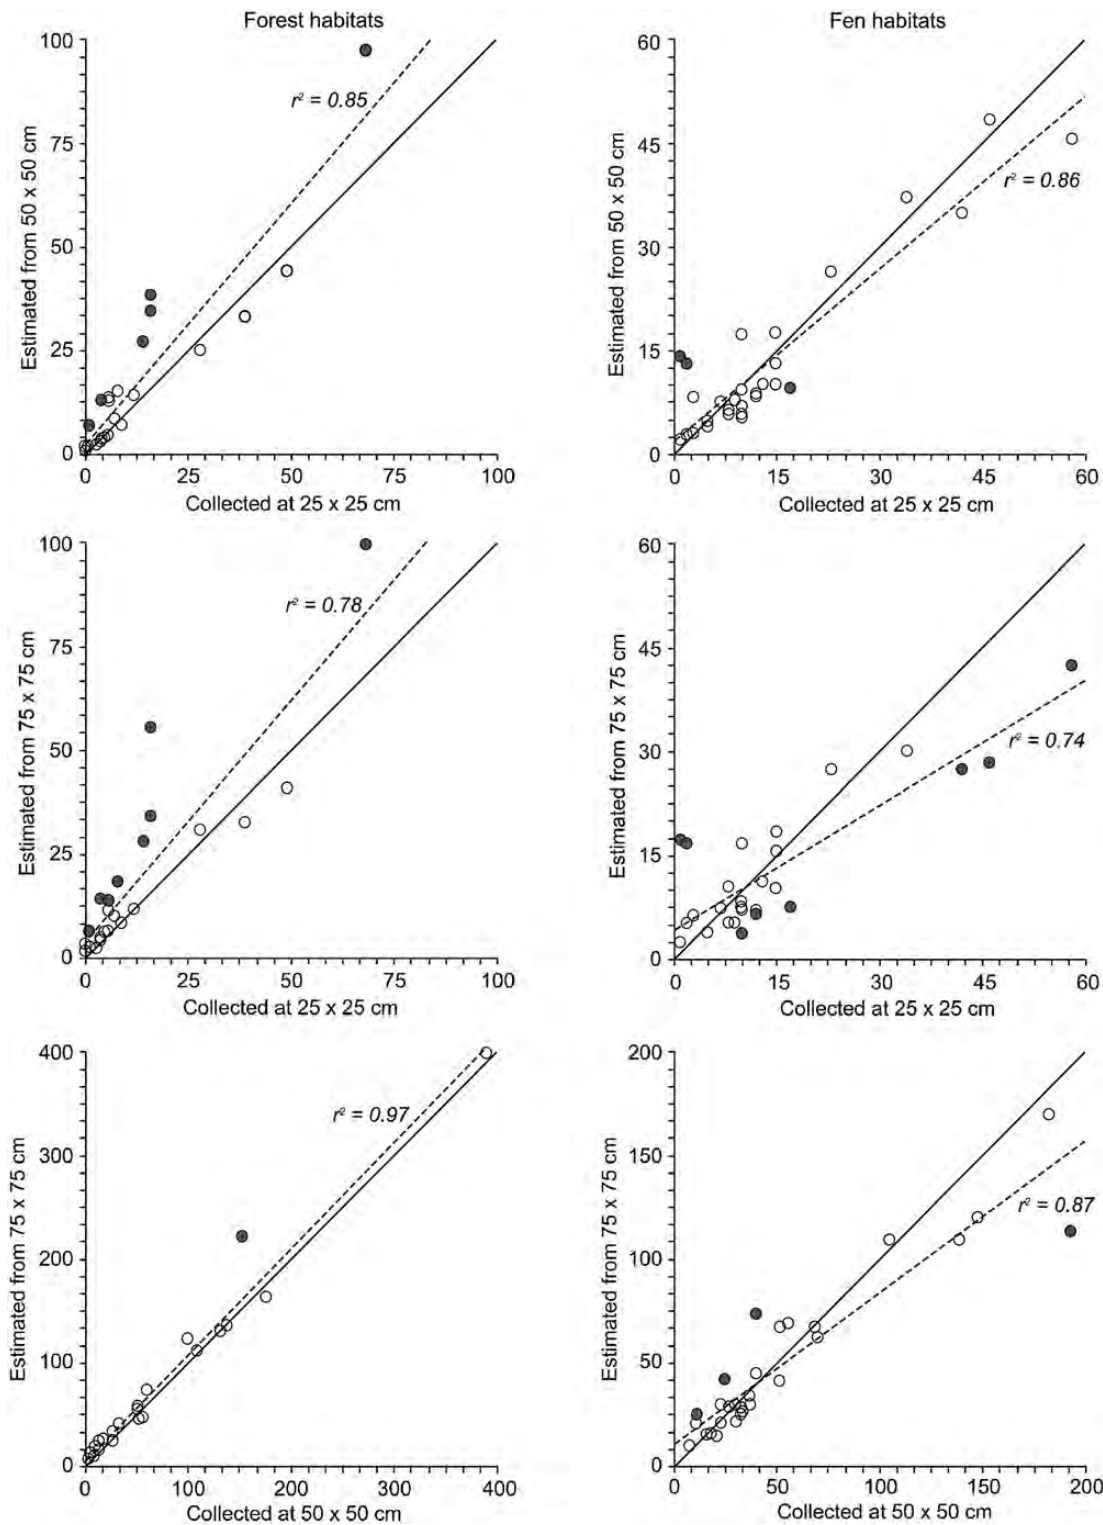 Forest habitats
Fen habitats
100
75
50
25
0
Estimated from 50 x 50 cm
r² = 0.85
0 25 50 75 100
Collected at 25 x 25 cm
60
45
30
15
0
Estimated from 50 x 50 cm
r² = 0.86
0 15 30 45 60
Collected at 25 x 25 cm
100
75
50
25
0
Estimated from 75 x 75 cm
r² = 0.78
0 25 50 75 100
Collected at 25 x 25 cm
60
45
30
15
0
Estimated from 75 x 75 cm
r² = 0.74
0 15 30 45 60
Collected at 25 x 25 cm
400
300
200
100
0
Estimated from 75 x 75 cm
r² = 0.97
0 100 200 300 400
Collected at 50 x 50 cm
200
150
100
50
0
Estimated from 75 x 75 cm
r² = 0.87
0 50 100 150 200
Collected at 50 x 50 cm